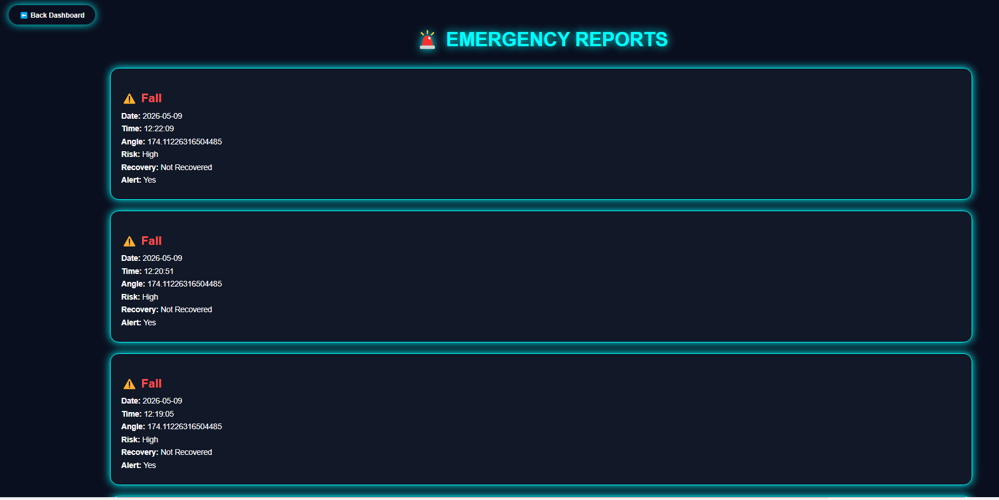 Back Dashboard
EMERGENCY REPORTS
Fall
Date: 2026-05-09
Time: 12:22:09
Angle: 174.11226316504485
Risk: High
Recovery: Not Recovered
Alert: Yes
Fall
Date: 2026-05-09
Time: 12:20:51
Angle: 174.11226316504485
Risk: High
Recovery: Not Recovered
Alert: Yes
Fall
Date: 2026-05-09
Time: 12:19:05
Angle: 174.11226316504485
Risk: High
Recovery: Not Recovered
Alert: Yes